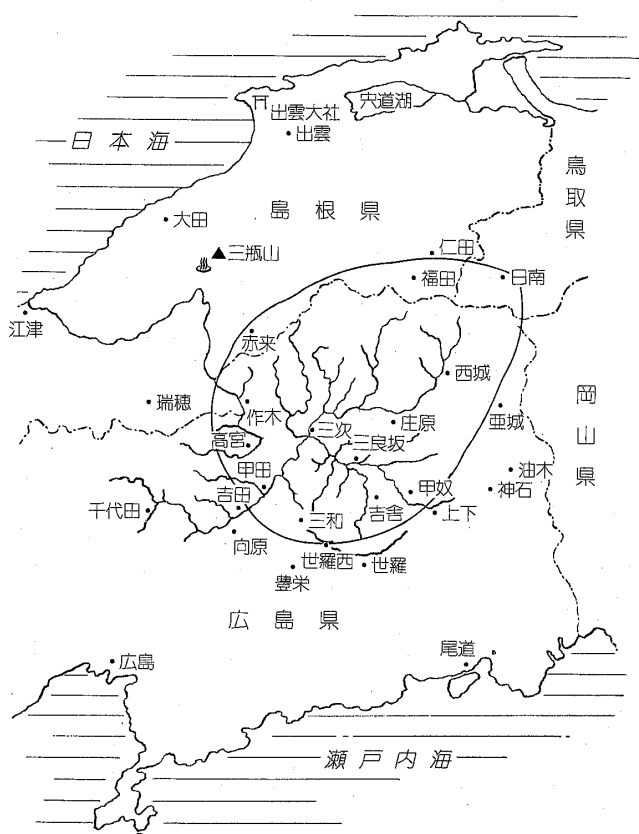 宍道湖
出雲大社
出雲
日本海
鳥取県
大田
島根県
三瓶山
仁田
福田
日南
江津
赤来
西城
瑞穂
作木
庄原
亜城
岡山県
三次
高宮
三良坂
甲田
油木
神石
吉田
甲奴
千代田
吉舎
上下
三和
向原
世羅西
世羅
豊栄
広島県
広島
尾道
瀬戸内海